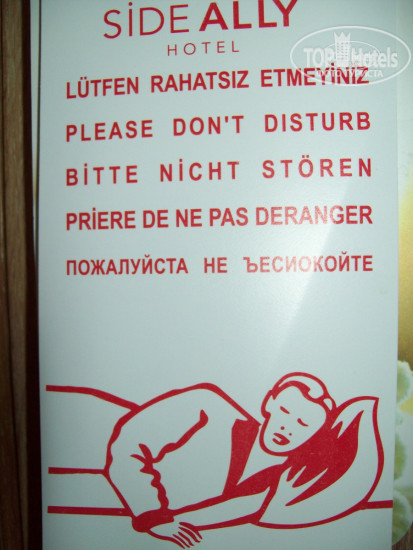 SİDE ALLY
HOTEL
LÜTFEN RAHATSIZ ETMEYİNİZ
PLEASE DON'T DISTURB
BİTTE NİCHT STÖREN
PRİERE DE NE PAS DERANGER
ПОЖАЛУЙСТА НЕ ЪЕСИОКОЙТЕ
TOPHotels